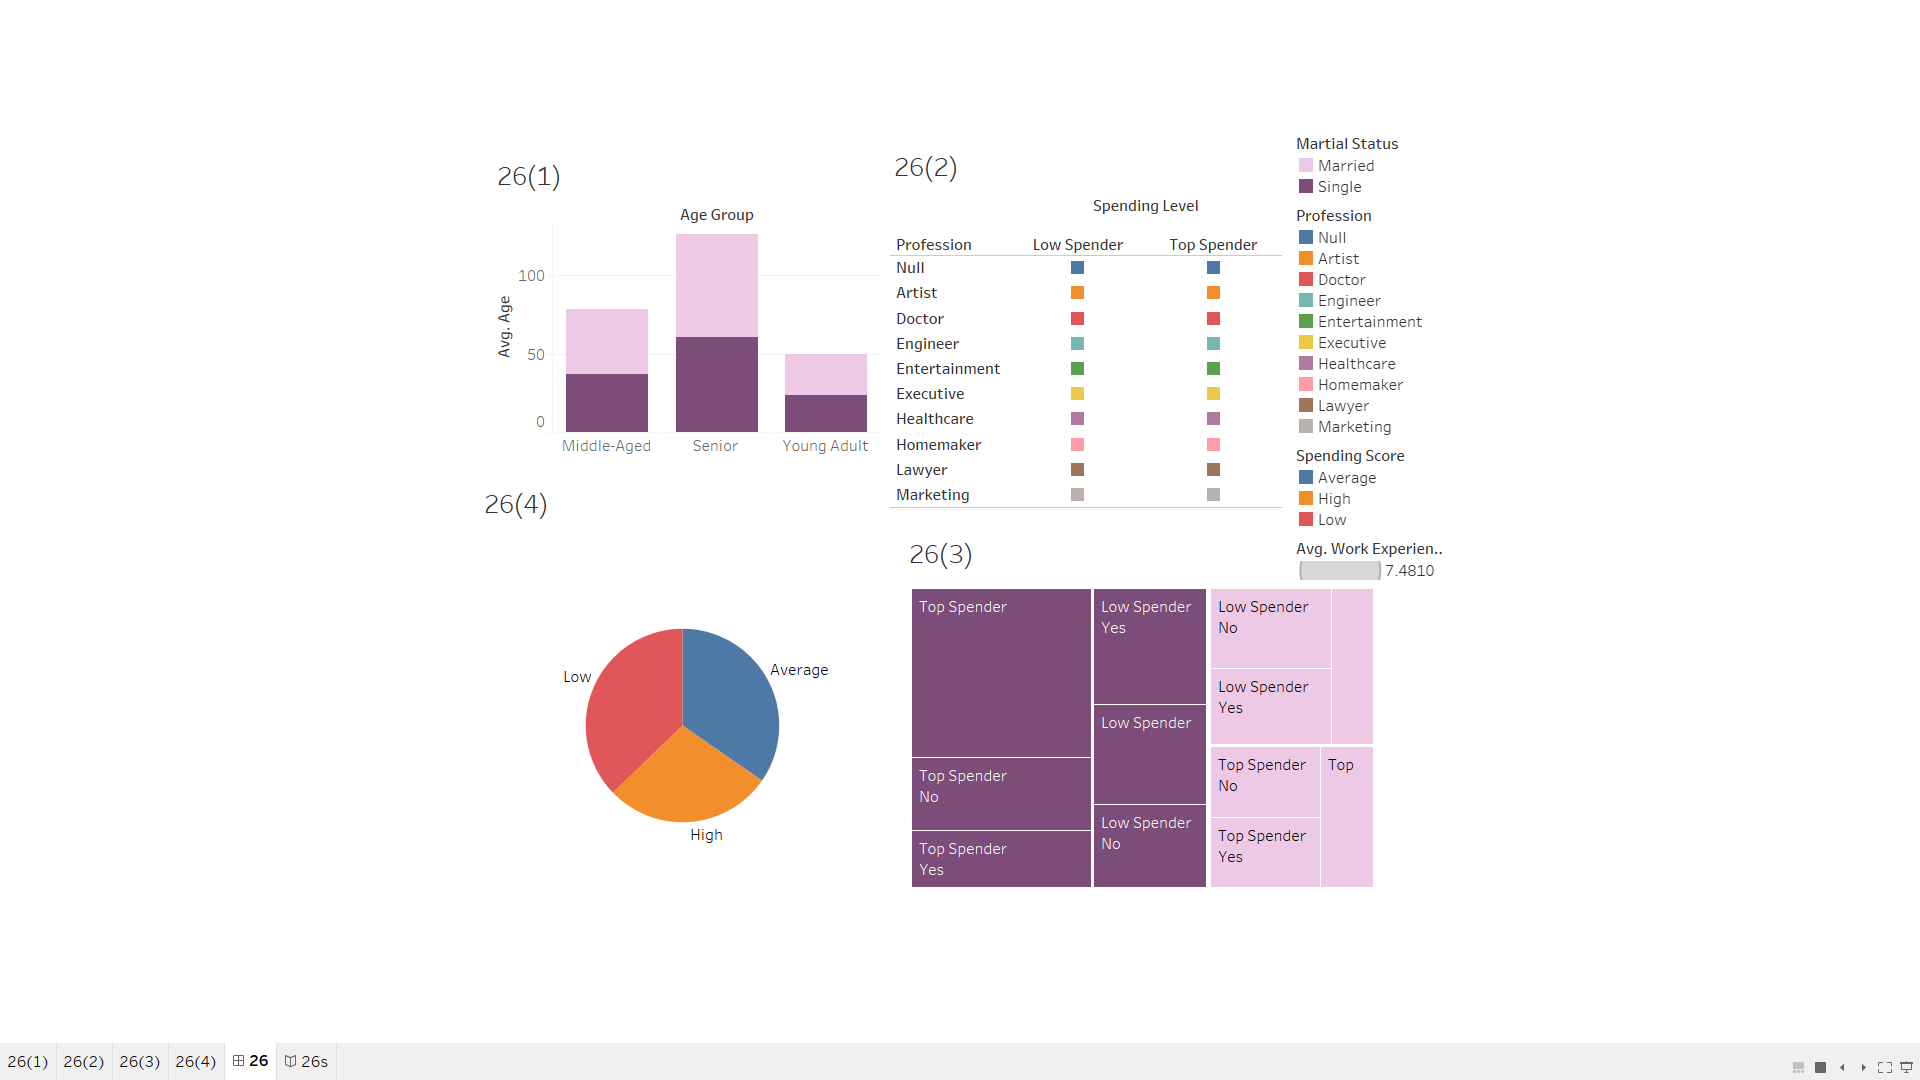 26(1)
Age Group
Avg. Age
100
50
0
Middle-Aged
Senior
Young Adult
26(2)
Spending Level
Profession
Low Spender
Top Spender
Null
Artist
Doctor
Engineer
Entertainment
Executive
Healthcare
Homemaker
Lawyer
Marketing
Martial Status
Married
Single
Profession
Null
Artist
Doctor
Engineer
Entertainment
Executive
Healthcare
Homemaker
Lawyer
Marketing
Spending Score
Average
High
Low
Avg. Work Experien..
7.4810
26(4)
Low
Average
High
26(3)
Top Spender
Top Spender
No
Top Spender
Yes
Low Spender
Yes
Low Spender
Low Spender
No
Low Spender
No
Low Spender
Yes
Top Spender
No
Top Spender
Yes
Top
26(1)
26(2)
26(3)
26(4)
26
26s